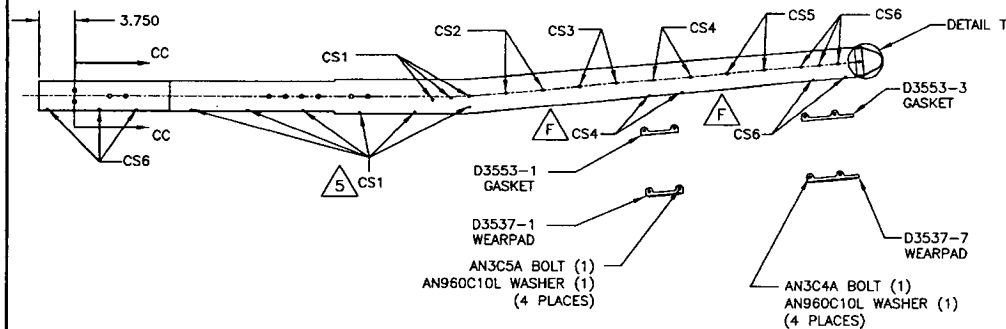 3.750
CC
CC
CS1
CS2
CS3
CS4
CS5
CS6
DETAIL T
CS6
5
CS1
F
CS4
F
CS6
D3553-3
GASKET
D3553-1
GASKET
D3537-1
WEARPAD
D3537-7
WEARPAD
AN3C5A BOLT (1)
AN960C10L WASHER (1)
(4 PLACES)
AN3C4A BOLT (1)
AN960C10L WASHER (1)
(4 PLACES)